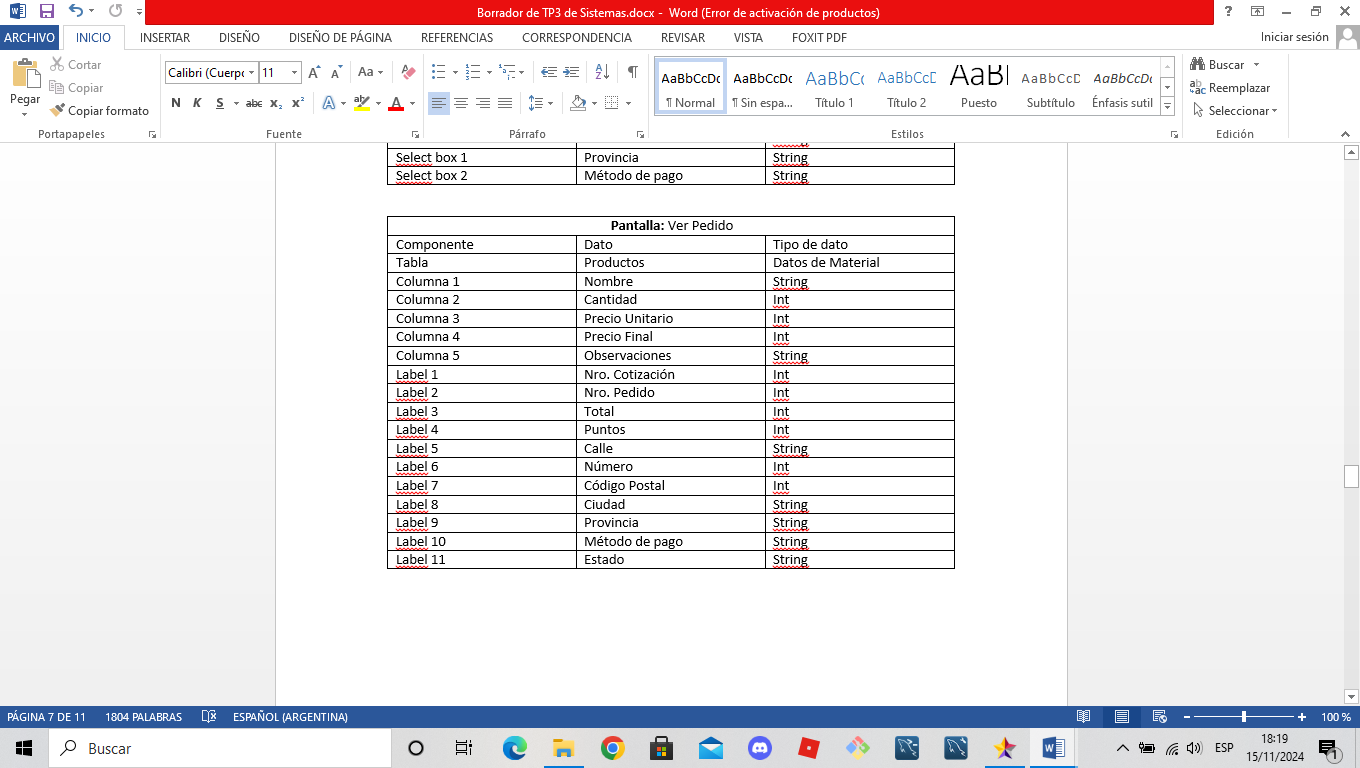 Borrador de TP3 de Sistemas.docx - Word (Error de activación de productos)
ARCHIVO INICIO INSERTAR DISEÑO DISEÑO DE PÁGINA REFERENCIAS CORRESPONDENCIA REVISAR VISTA FOXIT PDF Iniciar sesión
Pegar
Cortar
Copiar
Copiar formato
Portapapeles
Calibri (Cuerpo 11
N K S abc x₂ x²
Fuente
Párrafo
AaBbCcDc AaBbCcDc AaBbCc AaBbCcD AaB AaBbCcD AaBbCcDc
¶ Normal ¶ Sin espa... Título 1 Título 2 Puesto Subtítulo Énfasis sutil
Estilos
Buscar
Reemplazar
Seleccionar
Edición
Select box 1 Provincia String
Select box 2 Método de pago String
Pantalla: Ver Pedido
Componente Dato Tipo de dato
Tabla Productos Datos de Material
Columna 1 Nombre String
Columna 2 Cantidad Int
Columna 3 Precio Unitario Int
Columna 4 Precio Final Int
Columna 5 Observaciones String
Label 1 Nro. Cotización Int
Label 2 Nro. Pedido Int
Label 3 Total Int
Label 4 Puntos Int
Label 5 Calle String
Label 6 Número Int
Label 7 Código Postal Int
Label 8 Ciudad String
Label 9 Provincia String
Label 10 Método de pago String
Label 11 Estado String
PÁGINA 7 DE 11 1804 PALABRAS ESPAÑOL (ARGENTINA) 100 %
Buscar
ESP
18:19
15/11/2024
1